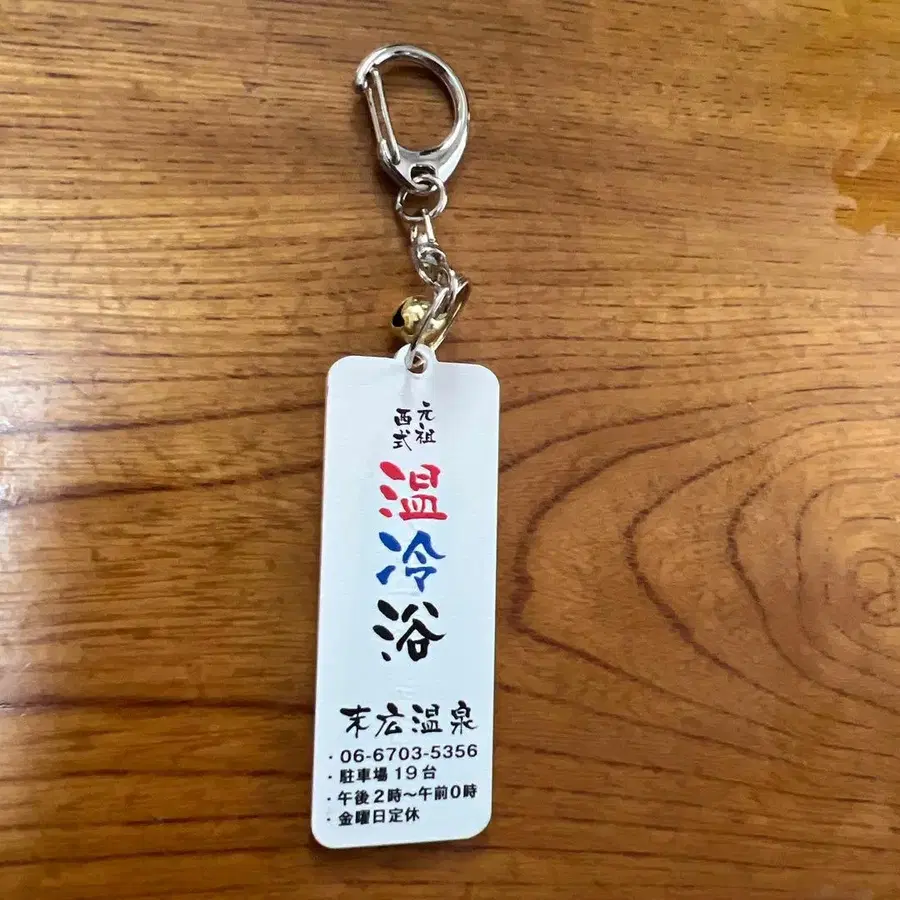 元祖
西式
温冷浴
末広温泉
・06-6703-5356
・駐車場19台
・午後2時～午前0時
・金曜日定休